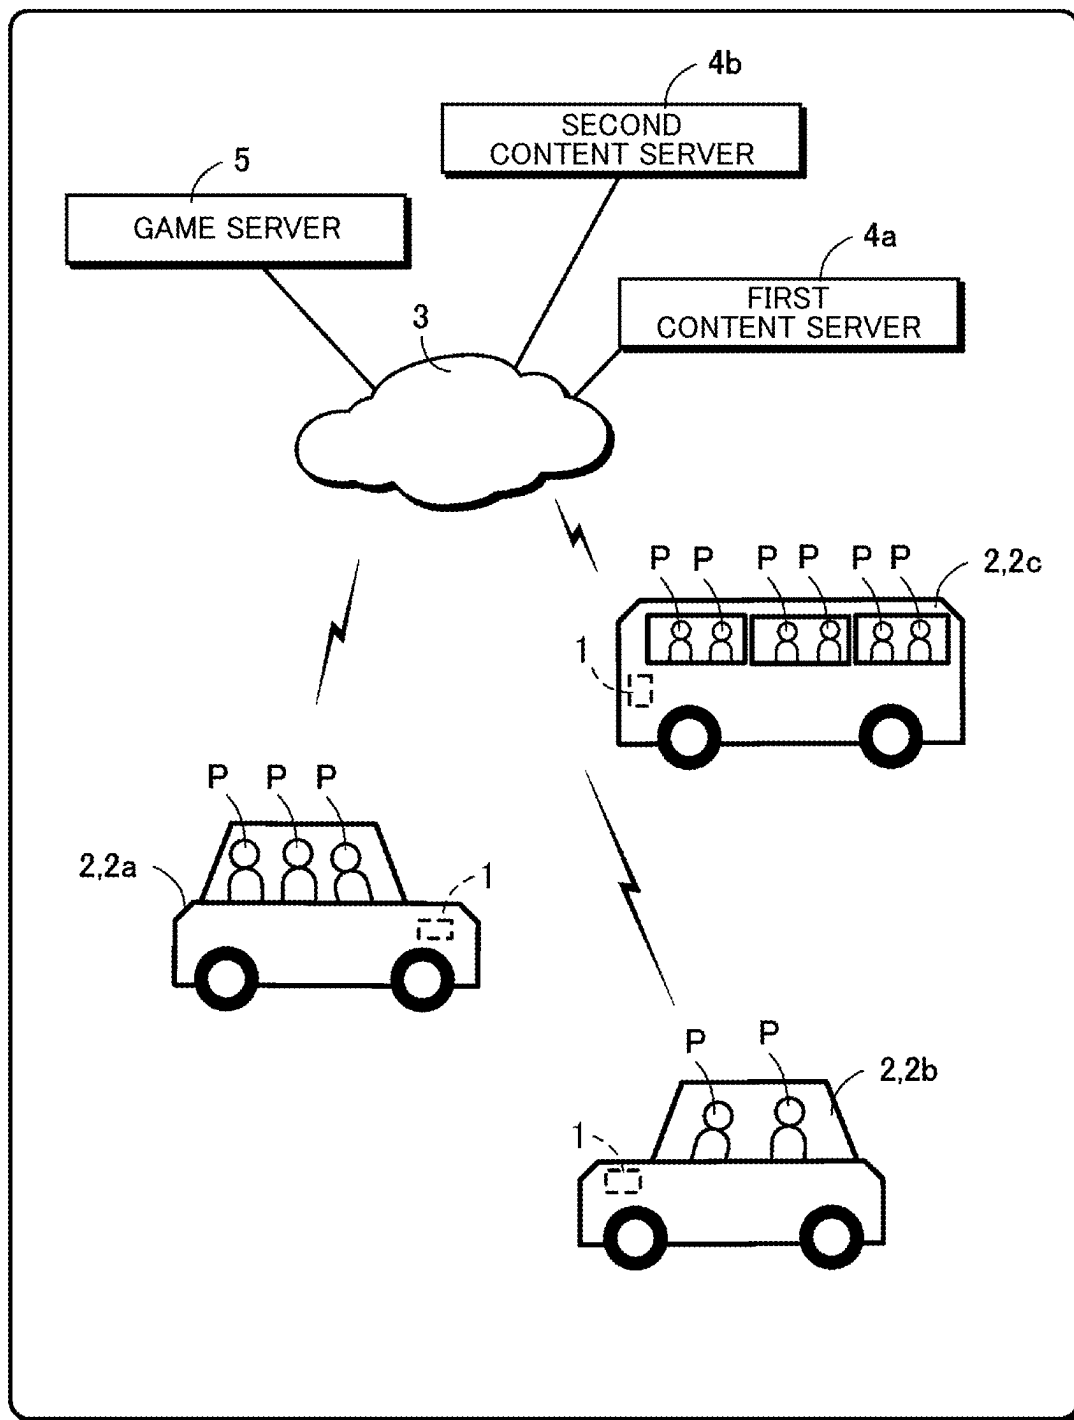 4b
SECOND
CONTENT SERVER
5
GAME SERVER
4a
FIRST
CONTENT SERVER
3
P P P P P P
2,2c
1
P P P
2,2a
1
P P
2,2b
1